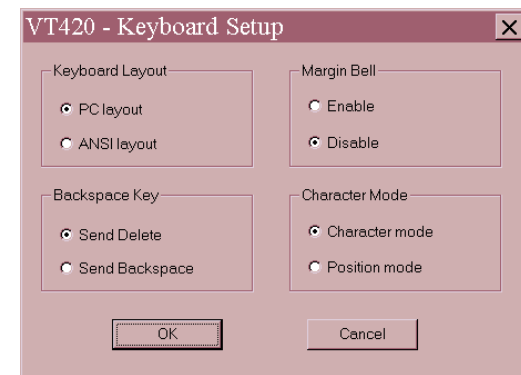 VT420 - Keyboard Setup
Keyboard Layout
PC layout
ANSI layout
Margin Bell
Enable
Disable
Backspace Key
Send Delete
Send Backspace
Character Mode
Character mode
Position mode
OK
Cancel